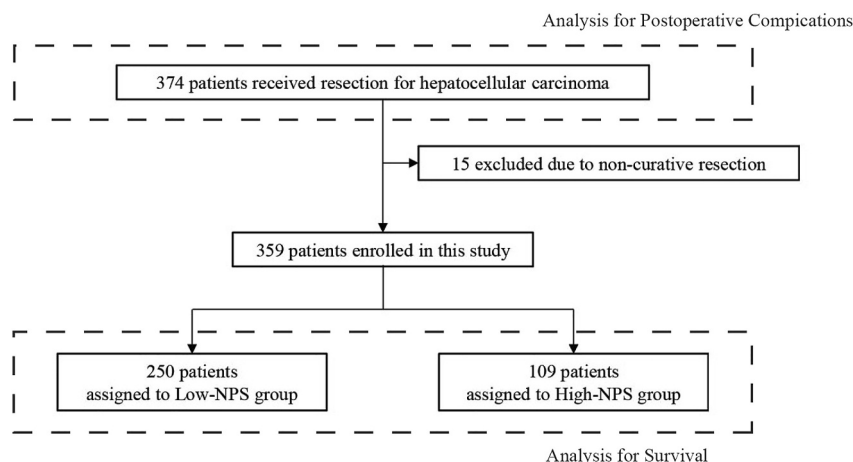 Analysis for Postoperative Compications
374 patients received resection for hepatocellular carcinoma
15 excluded due to non-curative resection
359 patients enrolled in this study
250 patients
assigned to Low-NPS group
109 patients
assigned to High-NPS group
Analysis for Survival